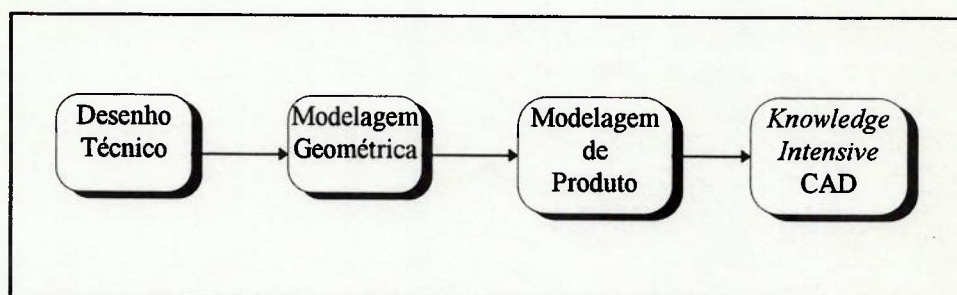 Desenho
Técnico
Modelagem
Geométrica
Modelagem
de
Produto
Knowledge
Intensive
CAD